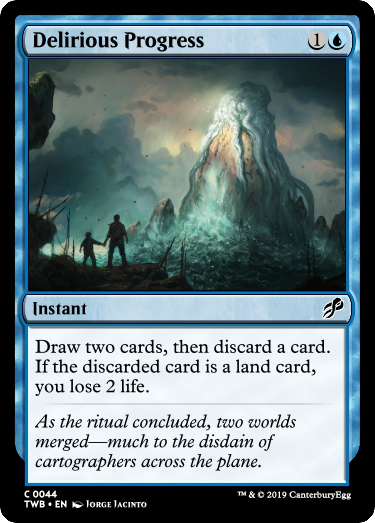 Delirious Progress 1
Instant
Draw two cards, then discard a card.
If the discarded card is a land card,
you lose 2 life.
As the ritual concluded, two worlds
merged—much to the disdain of
cartographers across the plane.
C 0044
TWB • EN Jorge Jacinto
™ & © 2019 CanterburyEgg